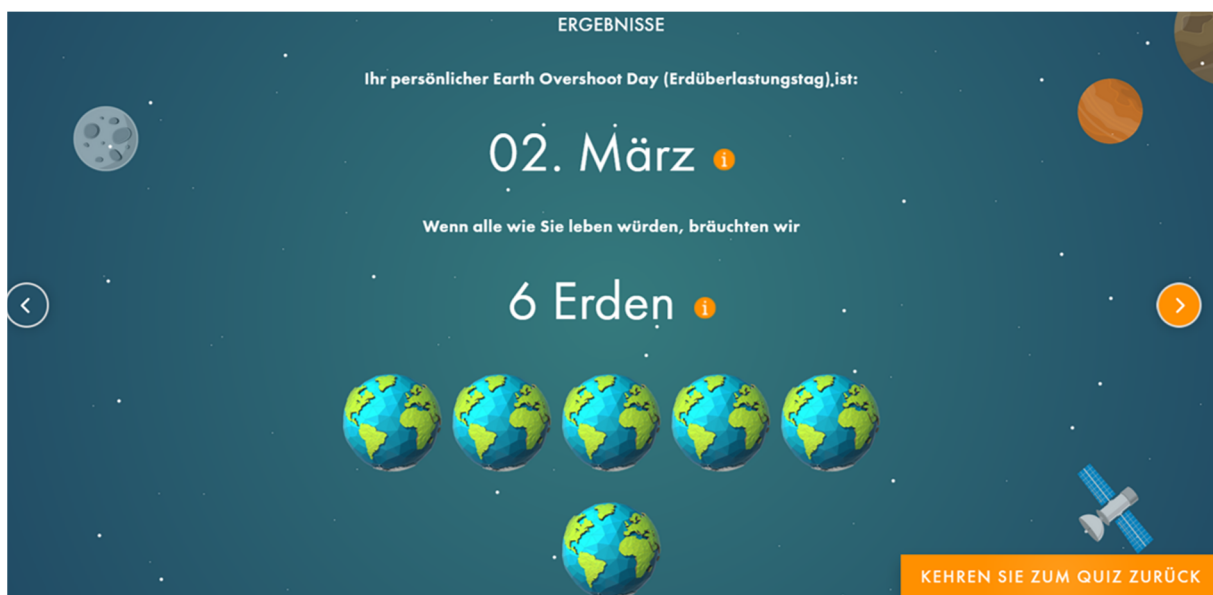 ERGEBNISSE
Ihr persönlicher Earth Overshoot Day (Erdüberlastungstag) ist:
02. März i
Wenn alle wie Sie leben würden, bräuchten wir
6 Erden i
KEHREN SIE ZUM QUIZ ZURÜCK